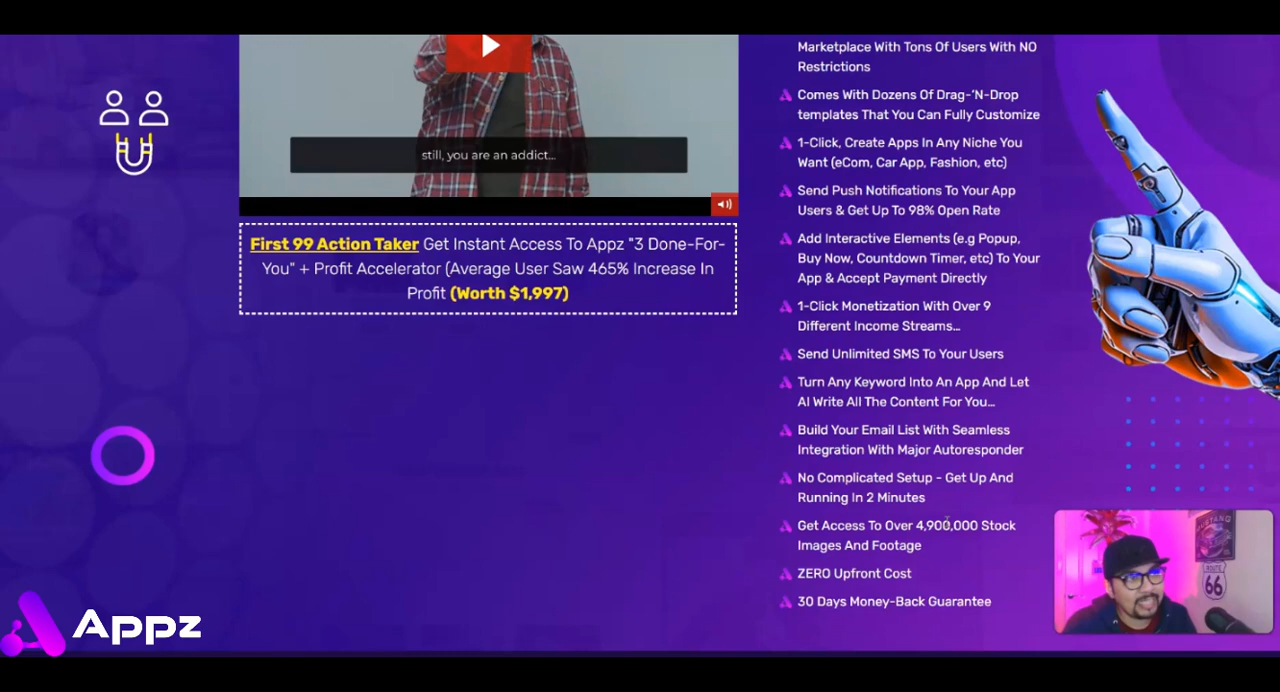 still, you are an addict...
First 99 Action Taker Get Instant Access To Appz "3 Done-For-
You" + Profit Accelerator (Average User Saw 465% Increase In
Profit (Worth $1,997)
Marketplace With Tons Of Users With NO
Restrictions
Comes With Dozens Of Drag-'N-Drop
templates That You Can Fully Customize
1-Click, Create Apps In Any Niche You
Want (eCom, Car App, Fashion, etc)
Send Push Notifications To Your App
Users & Get Up To 98% Open Rate
Add Interactive Elements (e.g Popup,
Buy Now, Countdown Timer, etc) To Your
App & Accept Payment Directly
1-Click Monetization With Over 9
Different Income Streams...
Send Unlimited SMS To Your Users
Turn Any Keyword Into An App And Let
AI Write All The Content For You...
Build Your Email List With Seamless
Integration With Major Autoresponder
No Complicated Setup - Get Up And
Running In 2 Minutes
Get Access To Over 4,900,000 Stock
Images And Footage
ZERO Upfront Cost
30 Days Money-Back Guarantee
MUSTANG
ROUTE
66
Appz